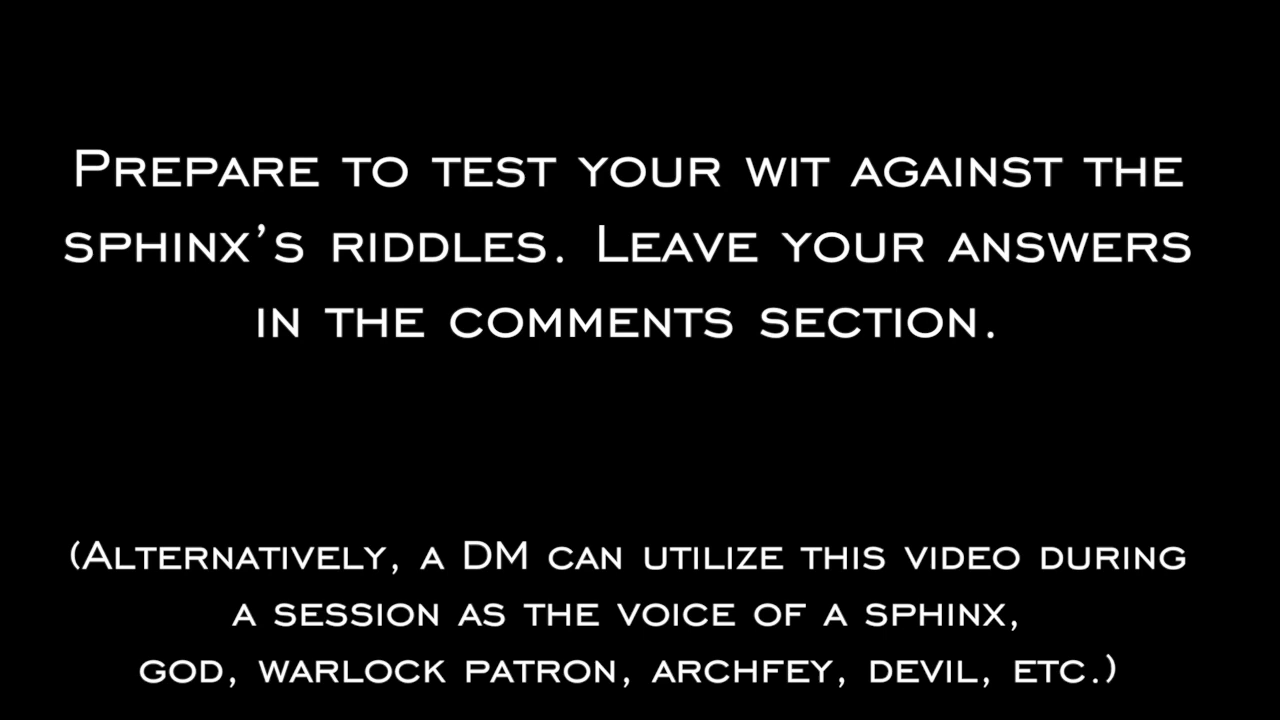 Prepare to test your wit against the
sphinx's riddles. Leave your answers
in the comments section.
(Alternatively, a DM can utilize this video during
a session as the voice of a sphinx,
god, warlock patron, archfey, devil, etc.)